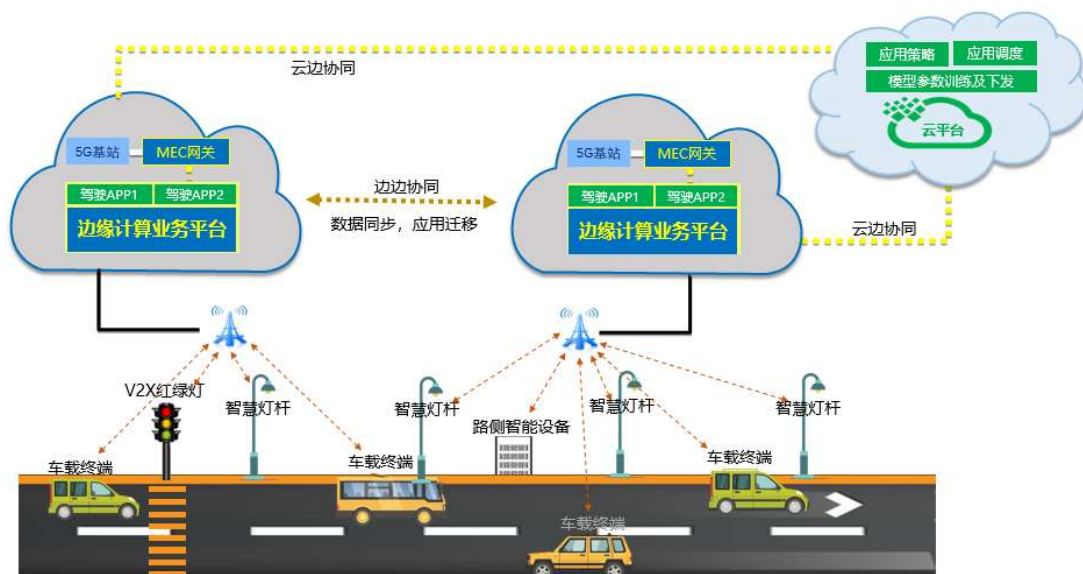 应用策略
应用调度
模型参数训练及下发
云平台
云边协同
5G基站
MEC网关
驾驶APP1
驾驶APP2
边缘计算业务平台
边边协同
数据同步，应用迁移
5G基站
MEC网关
驾驶APP1
驾驶APP2
边缘计算业务平台
云边协同
V2X红绿灯
智慧灯杆
智慧灯杆
智慧灯杆
智慧灯杆
路侧智能设备
车载终端
车载终端
车载终端
车载终端